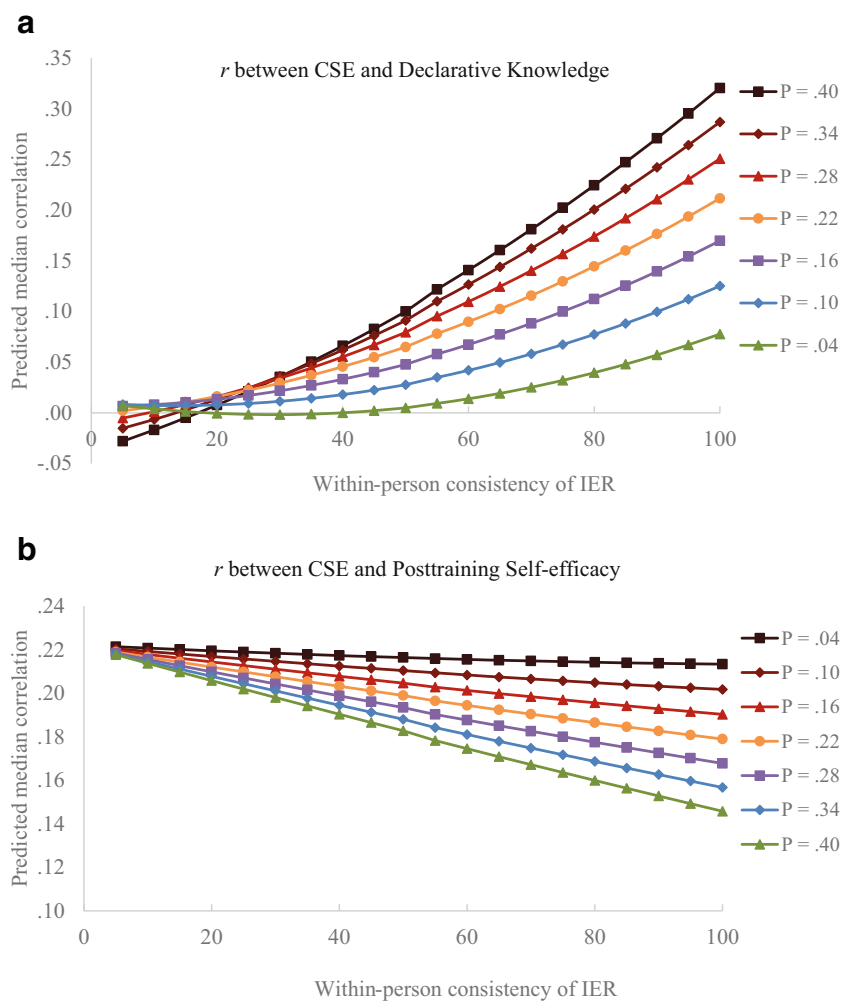 a
r between CSE and Declarative Knowledge
Predicted median correlation
.35
.30
.25
.20
.15
.10
.05
.00
-.05
0
20
40
60
80
100
Within-person consistency of IER
P = .40
P = .34
P = .28
P = .22
P = .16
P = .10
P = .04
b
r between CSE and Posttraining Self-efficacy
Predicted median correlation
.24
.22
.20
.18
.16
.14
.12
.10
0
20
40
60
80
100
Within-person consistency of IER
P = .04
P = .10
P = .16
P = .22
P = .28
P = .34
P = .40